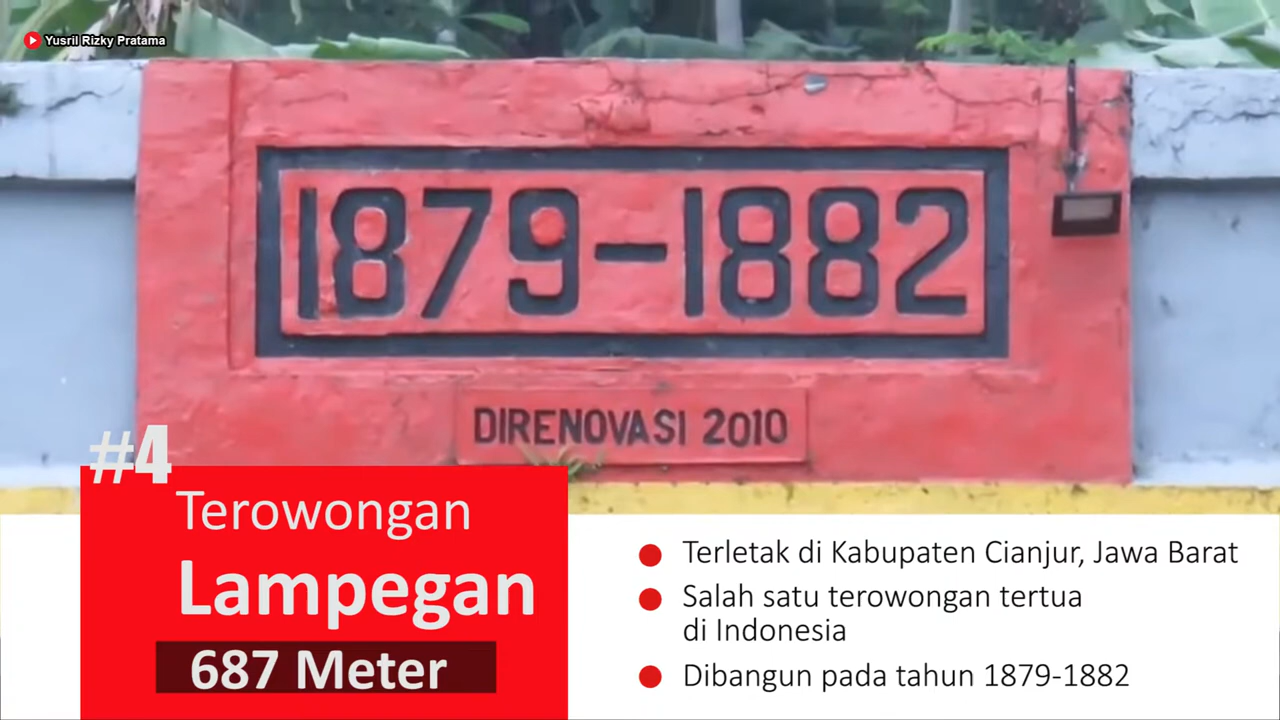 Yusril Rizky Pratama
1879-1882
DIRENOVASI 2010
#4
Terowongan
Lampegan
687 Meter
Terletak di Kabupaten Cianjur, Jawa Barat
Salah satu terowongan tertua
di Indonesia
Dibangun pada tahun 1879-1882